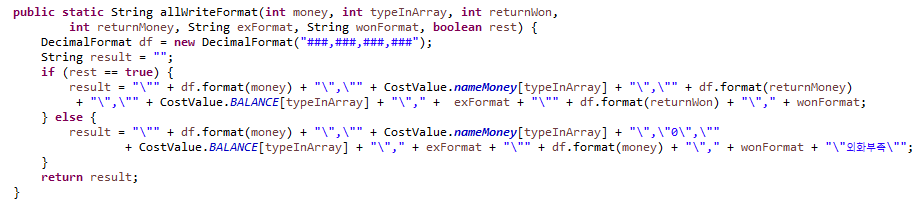 public static String allWriteFormat(int money, int typeInArray, int returnWon,
int returnMoney, String exFormat, String wonFormat, boolean rest) {
DecimalFormat df = new DecimalFormat("###,###,###,###");
String result = "";
if (rest == true) {
result = "\"" + df.format(money) + "\",\"" + CostValue.nameMoney[typeInArray] + "\",\"" + df.format(returnMoney)
+ "\",\"" + CostValue.BALANCE[typeInArray] + "\"," +  exFormat + "\"" + df.format(returnWon) + "\"," + wonFormat;
} else {
result = "\"" + df.format(money) + "\",\"" + CostValue.nameMoney[typeInArray] + "\",\"0\",\""
+ CostValue.BALANCE[typeInArray] + "\"," + exFormat + "\"" + df.format(money) + "\"," + wonFormat + "\"외화부족\"";
}
return result;
}